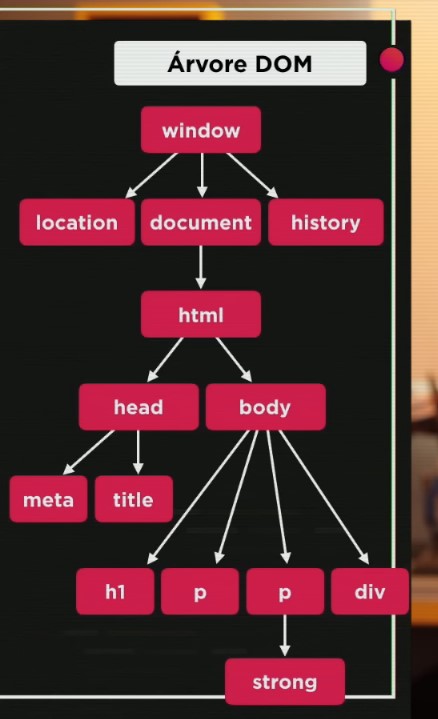 Árvore DOM
window
location document history
html
head body
meta title
h1 p p div
strong